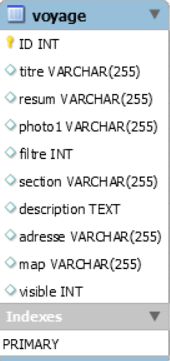 voyage
ID INT
titre VARCHAR(255)
resum VARCHAR(255)
photo1 VARCHAR(255)
filtre INT
section VARCHAR(255)
description TEXT
adresse VARCHAR(255)
map VARCHAR(255)
visible INT
Indexes
PRIMARY